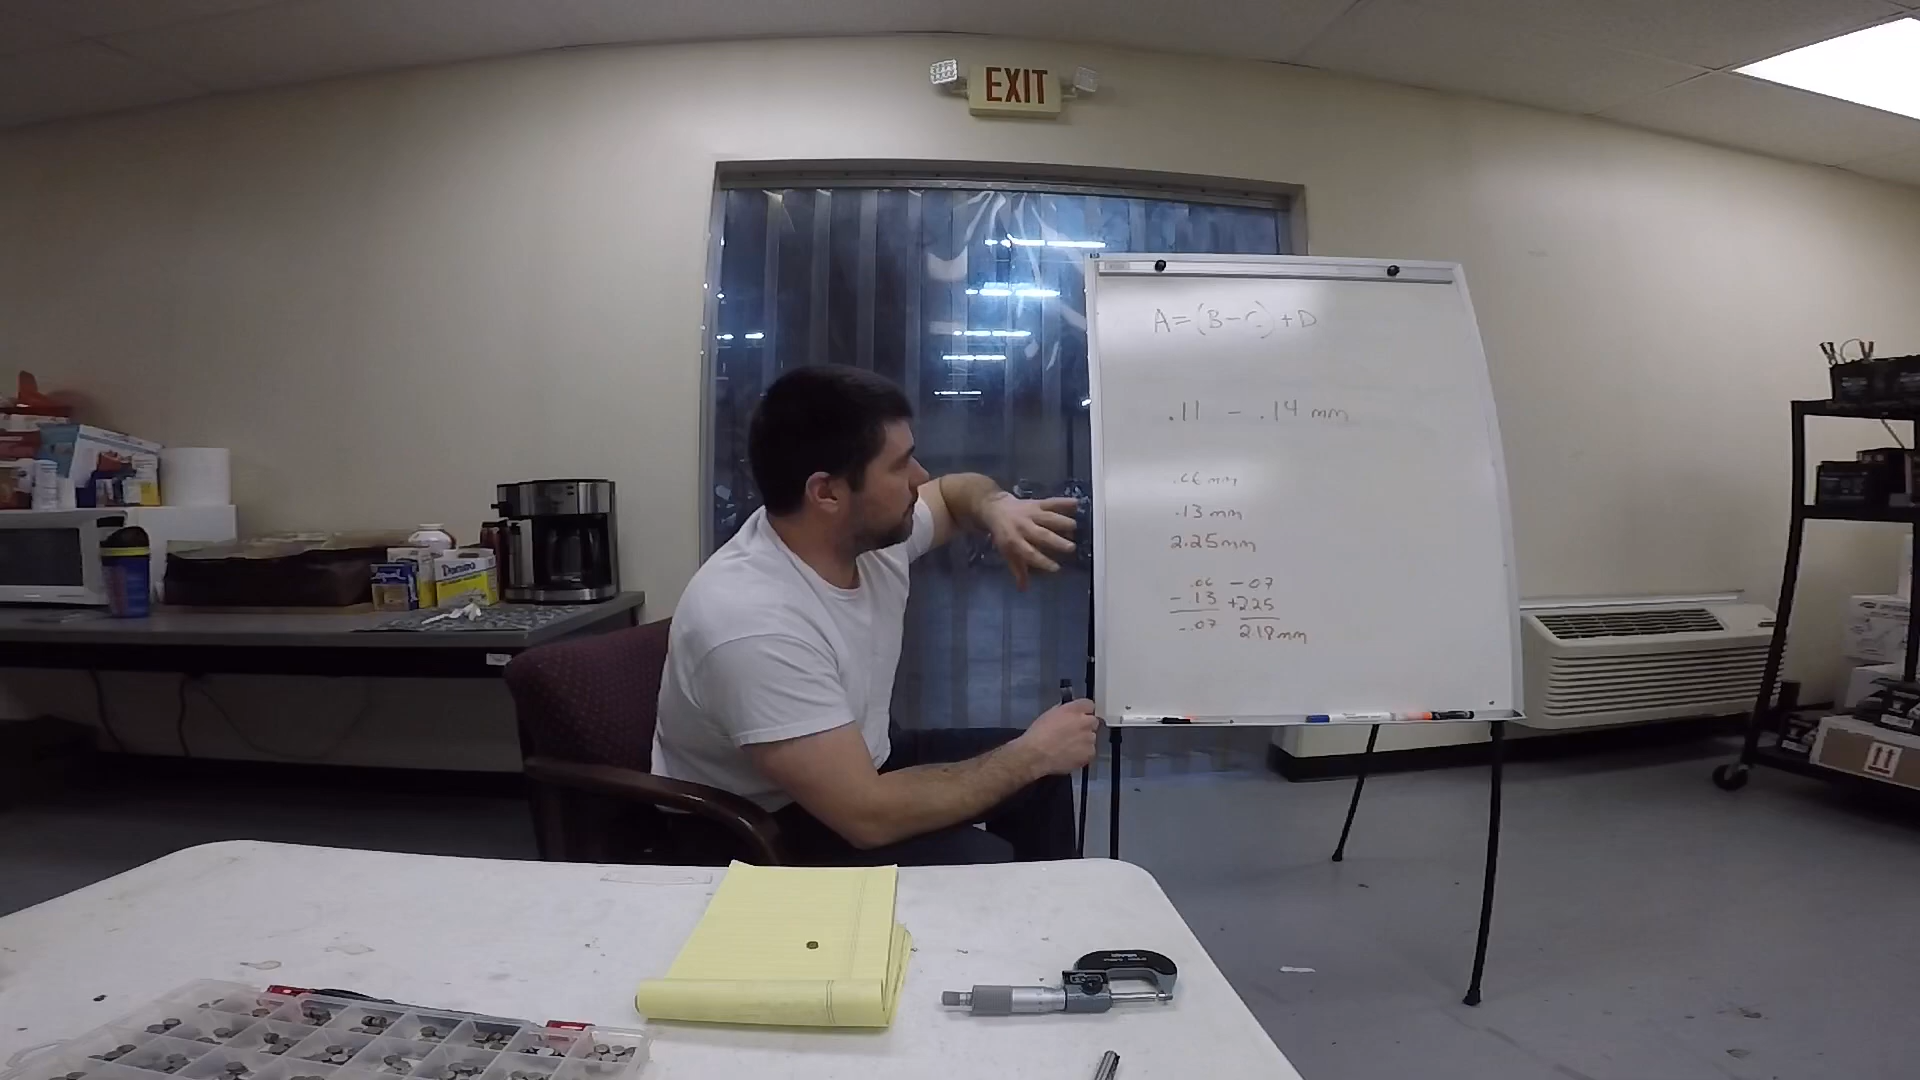 EXIT
A=(B-C)+D
.11 - .14 mm
.06 mm
.13 mm
2.25mm
.06 -.07
- .13 +2.25
-.07 2.18mm
Domino